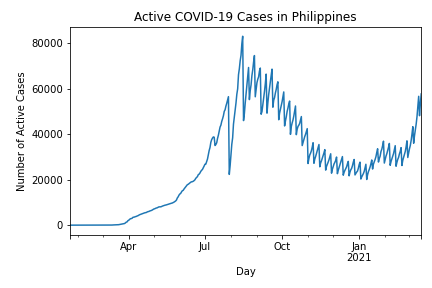 Active COVID-19 Cases in Philippines
Number of Active Cases
80000
60000
40000
20000
0
Apr
Jul
Oct
Jan
2021
Day